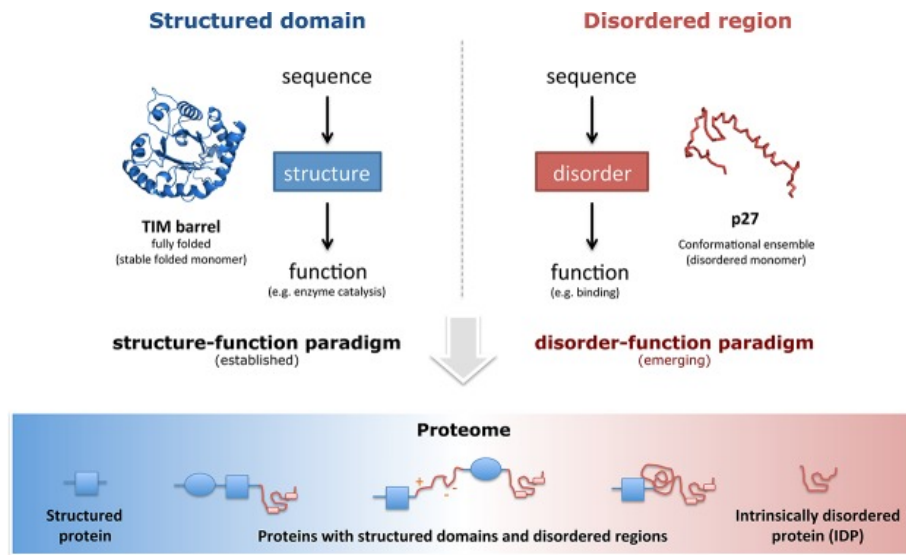 Structured domain
Disordered region
sequence
sequence
structure
disorder
TIM barrel
fully folded
(stable folded monomer)
p27
Conformational ensemble
(disordered monomer)
function
(e.g. enzyme catalysis)
function
(e.g. binding)
structure-function paradigm
(established)
disorder-function paradigm
(emerging)
Proteome
+
+
-
-
Structured
protein
Proteins with structured domains and disordered regions
Intrinsically disordered
protein (IDP)